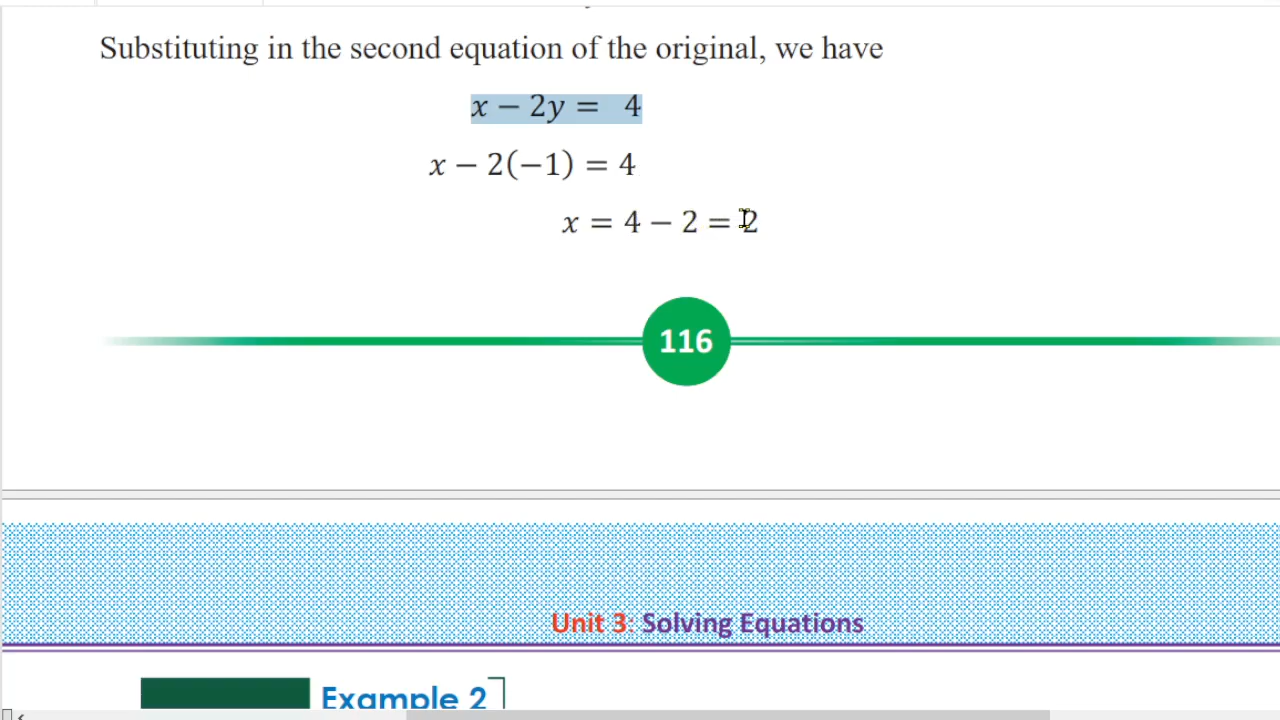 Substituting in the second equation of the original, we have
x − 2y = 4
x − 2(−1) = 4
x = 4 − 2 = 2
116
Unit 3: Solving Equations
Example 2